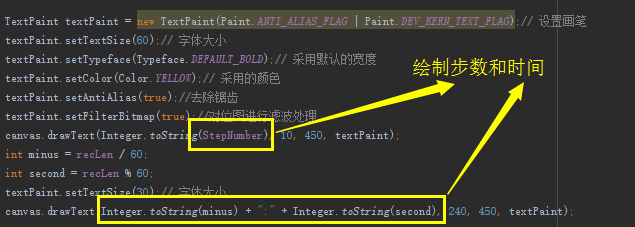 TextPaint textPaint = new TextPaint(Paint.ANTI_ALIAS_FLAG | Paint.DEV_KERN_TEXT_FLAG);// 设置画笔
textPaint.setTextSize(60);// 字体大小
textPaint.setTypeface(Typeface.DEFAULT_BOLD);// 采用默认的宽度
textPaint.setColor(Color.YELLOW);// 采用的颜色
绘制步数和时间
textPaint.setAntiAlias(true);//去除锯齿
textPaint.setFilterBitmap(true);//对位图进行滤波处理
canvas.drawText(Integer.toString(StepNumber), 10, 450, textPaint);
int minus = recLen / 60;
int second = recLen % 60;
textPaint.setTextSize(30);// 字体大小
canvas.drawText(Integer.toString(minus) + ":" + Integer.toString(second), 240, 450, textPaint);